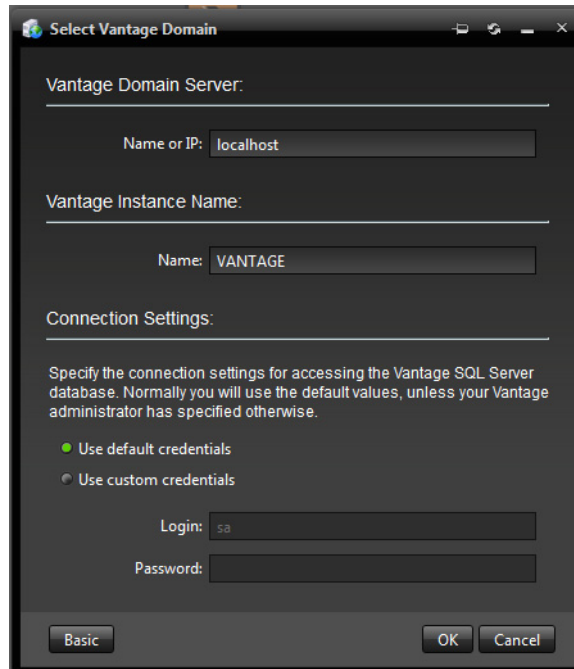 Select Vantage Domain
Vantage Domain Server:
Name or IP: localhost
Vantage Instance Name:
Name: VANTAGE
Connection Settings:
Specify the connection settings for accessing the Vantage SQL Server
database. Normally you will use the default values, unless your Vantage
administrator has specified otherwise.
Use default credentials
Use custom credentials
Login: sa
Password:
Basic OK Cancel